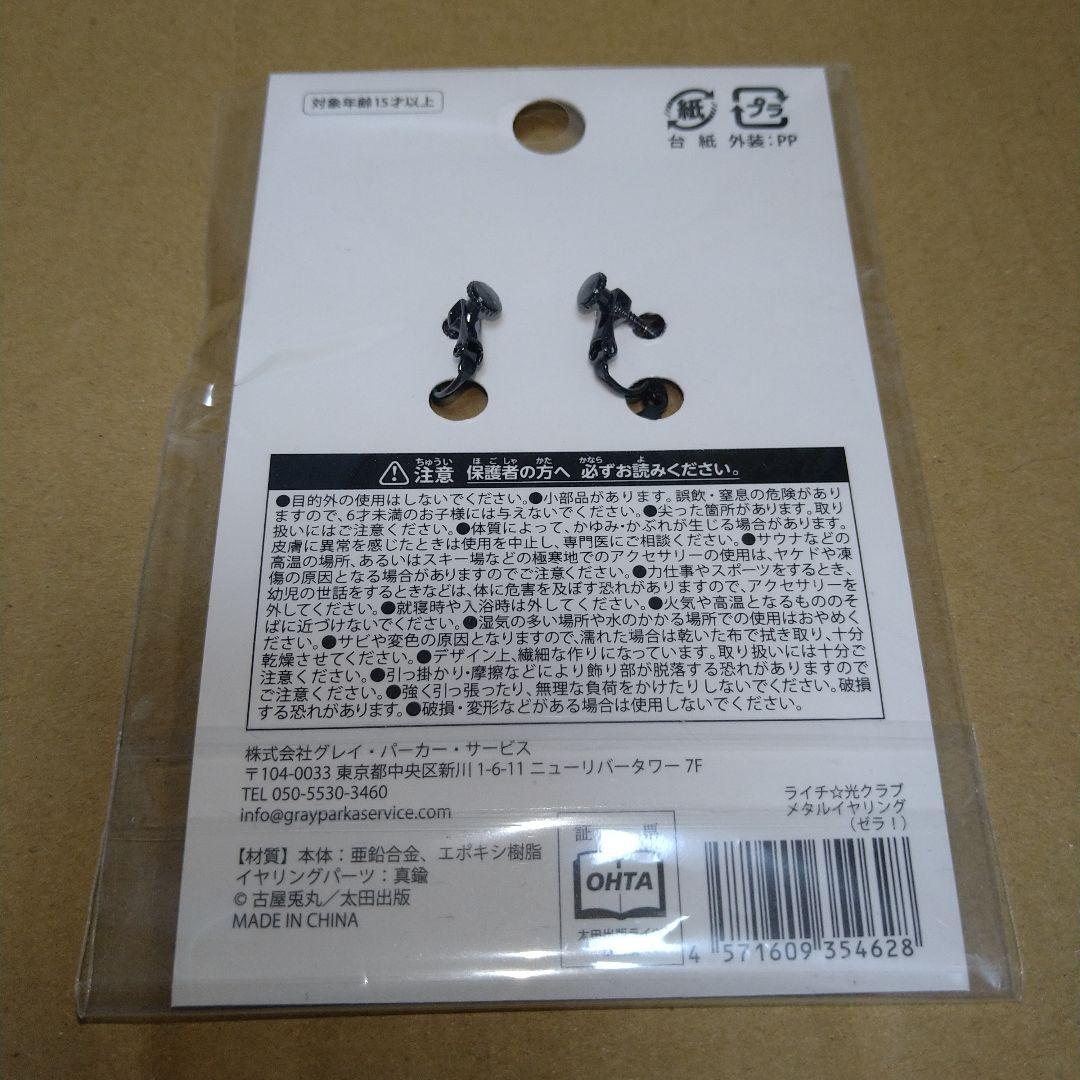 対象年齢15才以上
紙 プラ
台紙 外装：PP
ちゅうい ほごしゃ かた かなら よ
注意 保護者の方へ 必ずお読みください。
●目的外の使用はしないでください。●小部品があります。誤飲・窒息の危険があり
ますので、6才未満のお子様には与えないでください。●尖った箇所があります。取り
扱いにはご注意ください。●体質によって、かゆみ・かぶれが生じる場合があります。
皮膚に異常を感じたときは使用を中止し、専門医にご相談ください。●サウナなどの
高温の場所、あるいはスキー場などの極寒地でのアクセサリーの使用は、ヤケドや凍
傷の原因となる場合がありますのでご注意ください。●力仕事やスポーツをするとき、
幼児の世話をするときなどは、体に危害を及ぼす恐れがありますので、アクセサリーを
外してください。●就寝時や入浴時は外してください。●火気や高温となるもののそ
ばに近づけないでください。●湿気の多い場所や水のかかる場所での使用はおやめく
ださい。●サビや変色の原因となりますので、濡れた場合は乾いた布で拭き取り、十分
乾燥させてください。●デザイン上、繊細な作りになっています。取り扱いには十分ご
注意ください。●引っ掛かり・摩擦などにより飾り部が脱落する恐れがありますので
ご注意ください。●強く引っ張ったり、無理な負荷をかけたりしないでください。破損
する恐れがあります。●破損・変形などがある場合は使用しないでください。
株式会社グレイ・パーカー・サービス
〒104-0033 東京都中央区新川 1-6-11 ニューリバータワー 7F
TEL 050-5530-3460
info@grayparkaservice.com
【材質】本体：亜鉛合金、エポキシ樹脂
イヤリングパーツ：真鍮
© 古屋兎丸／太田出版
MADE IN CHINA
証 票
OHTA
太田出版ライ
ライチ☆光クラブ
メタルイヤリング
（ゼラ！）
4 571609 354628